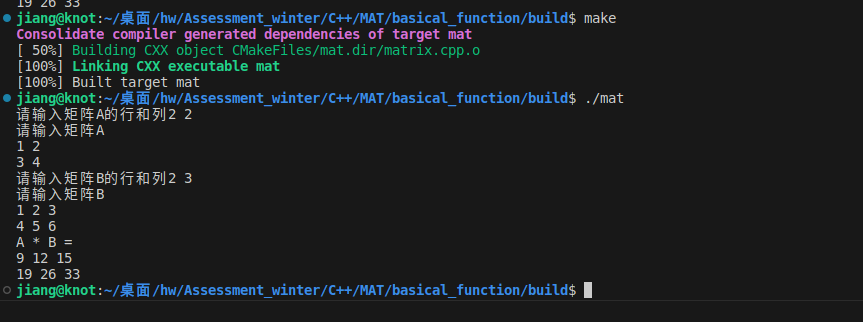 19 26 33
jiang@knot:~/桌面/hw/Assessment_winter/C++/MAT/basical_function/build$ make
Consolidate compiler generated dependencies of target mat
[ 50%] Building CXX object CMakeFiles/mat.dir/matrix.cpp.o
[100%] Linking CXX executable mat
[100%] Built target mat
jiang@knot:~/桌面/hw/Assessment_winter/C++/MAT/basical_function/build$ ./mat
请输入矩阵A的行和列2 2
请输入矩阵A
1 2
3 4
请输入矩阵B的行和列2 3
请输入矩阵B
1 2 3
4 5 6
A * B =
9 12 15
19 26 33
jiang@knot:~/桌面/hw/Assessment_winter/C++/MAT/basical_function/build$